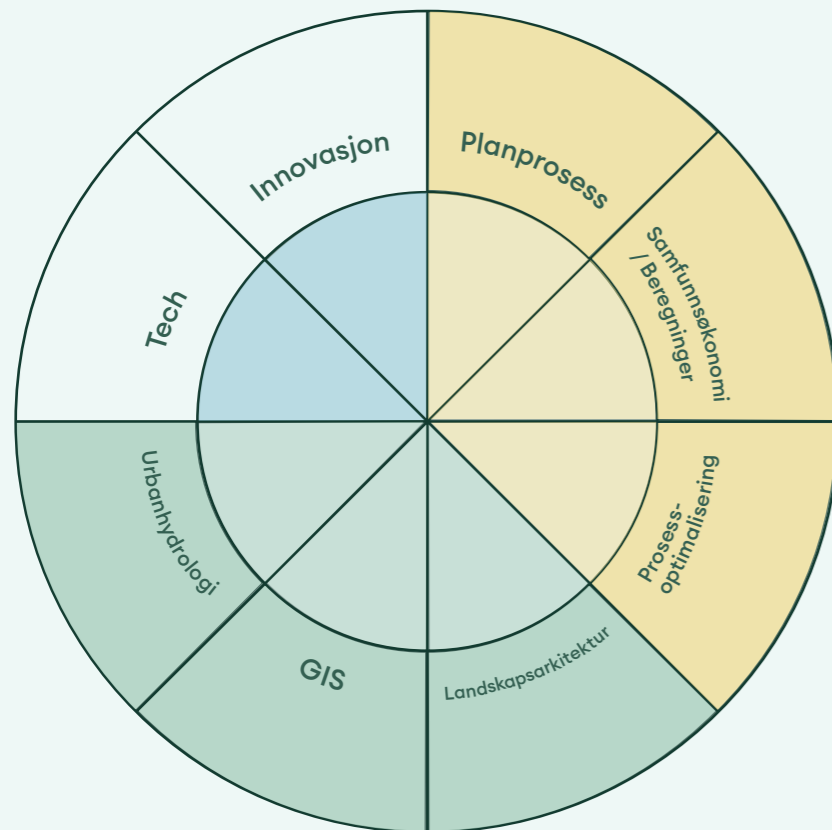 Innovasjon
Planprosess
Samfunnsøkonomi
/ Beregninger
Tech
Urbanhydrologi
Prosess-
optimalisering
GIS
Landskapsarkitektur